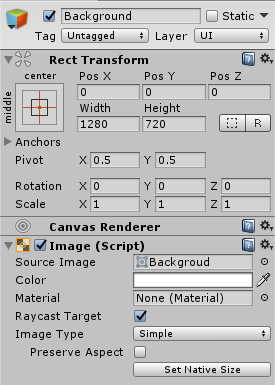 Background Static
Tag Untagged Layer UI
Rect Transform
center Pos X Pos Y Pos Z
middle 0 0 0
Width Height
1280 720 R
Anchors
Pivot X 0.5 Y 0.5
Rotation X 0 Y 0 Z 0
Scale X 1 Y 1 Z 1
Canvas Renderer
Image (Script)
Source Image Backgroud
Color
Material None (Material)
Raycast Target
Image Type Simple
Preserve Aspect
Set Native Size